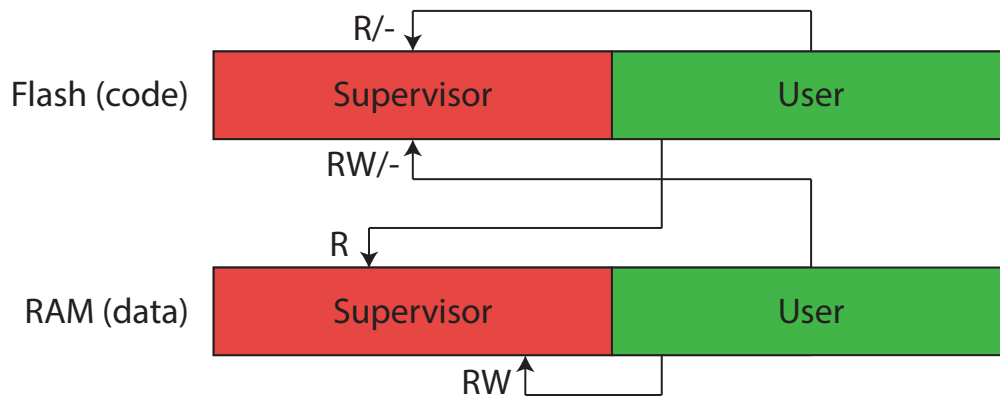 R/-
Flash (code) Supervisor User
RW/-
R
RAM (data) Supervisor User
RW